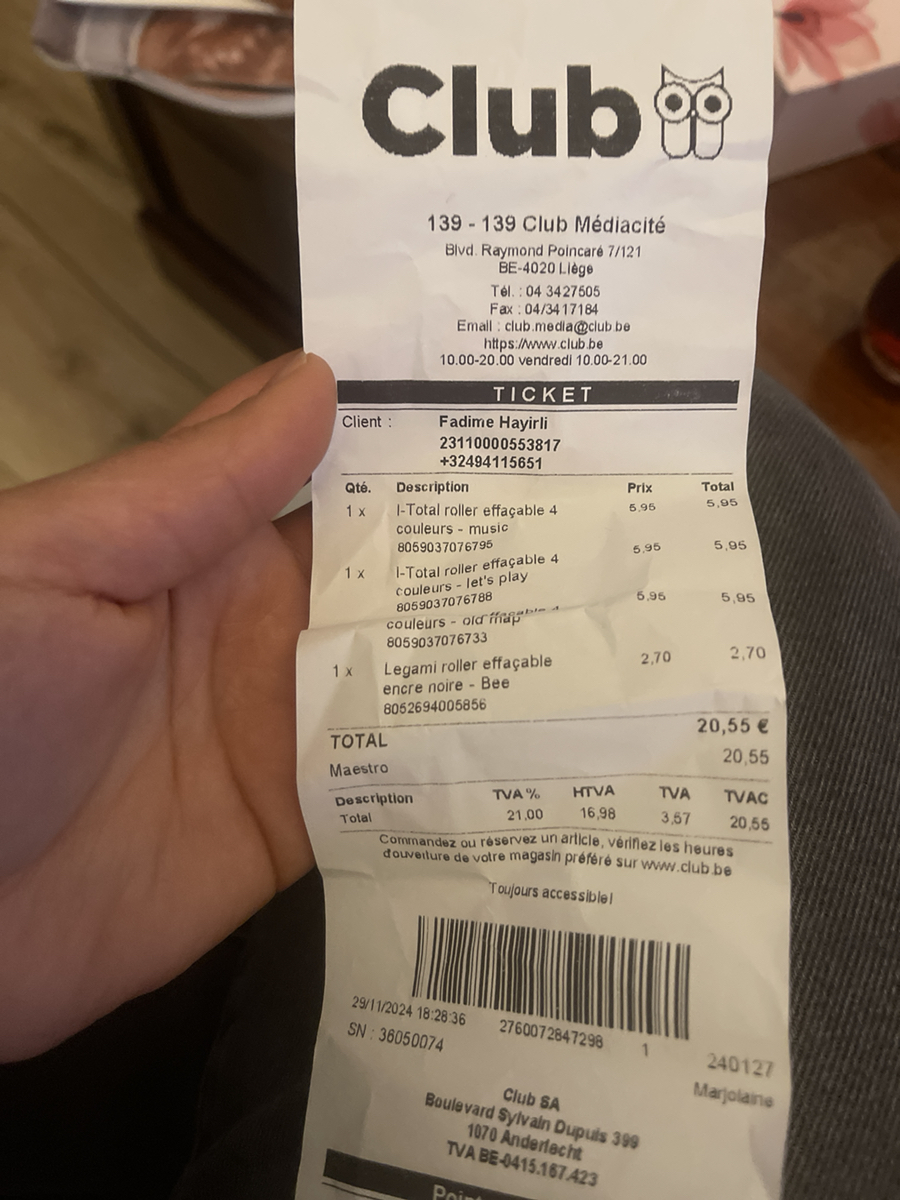 Club
139 - 139 Club Médiacité
Blvd. Raymond Poincaré 7/121
BE-4020 Liège
Tél. : 04 3427505
Fax : 04/3417184
Email : club.media@club.be
https://www.club.be
10.00-20.00 vendredi 10.00-21.00
TICKET
Client : Fadime Hayirli
23110000553817
+32494115651
Qté. Description Prix Total
1 x I-Total roller effaçable 4 5,95 5,95
couleurs - music
8059037076795
1 x I-Total roller effaçable 4 5,95 5,95
couleurs - let's play
8059037076788
effaçable 4 5,95 5,95
couleurs - old map
8059037076733
1 x Legami roller effaçable 2,70 2,70
encre noire - Bee
8052694005856
TOTAL 20,55 €
Maestro 20,55
Description TVA % HTVA TVA TVAC
Total 21,00 16,98 3,57 20,55
Commandez ou réservez un article, vérifiez les heures
d'ouverture de votre magasin préféré sur www.club.be
Toujours accessible!
29/11/2024 18:28:36 2760072847298 1 240127
SN : 36050074 Marjolaine
Club SA
Boulevard Sylvain Dupuis 399
1070 Anderlecht
TVA BE-0415.167.423